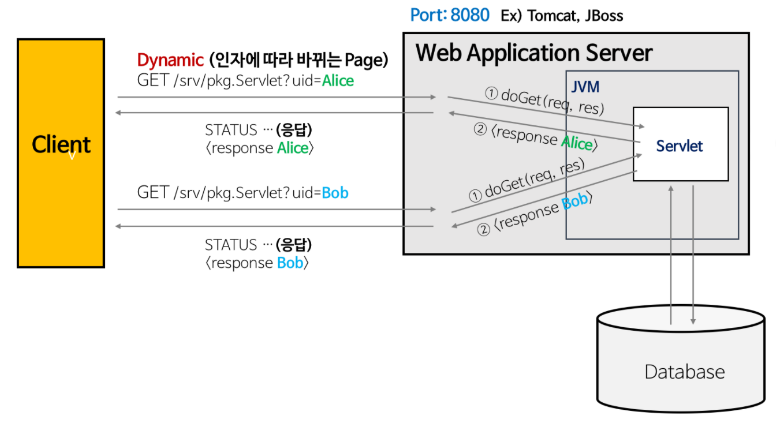 Port: 8080 Ex) Tomcat, JBoss
Web Application Server
Dynamic (인자에 따라 바뀌는 Page)
GET /srv/pkg.Servlet? uid=Alice
STATUS ··· (응답)
<response Alice>
Client
GET /srv/pkg.Servlet? uid=Bob
STATUS ··· (응답)
<response Bob>
JVM
① doGet(req, res)
② <response Alice>
① doGet(req, res)
② <response Bob>
Servlet
Database